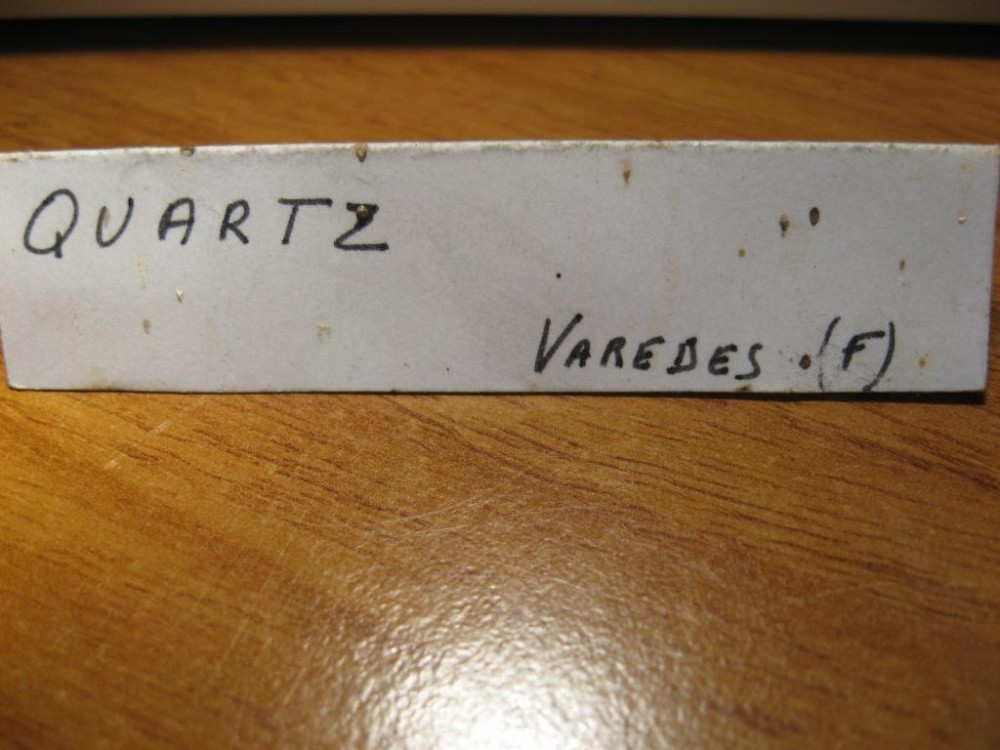 QUARTZ
VAREDES . (F)